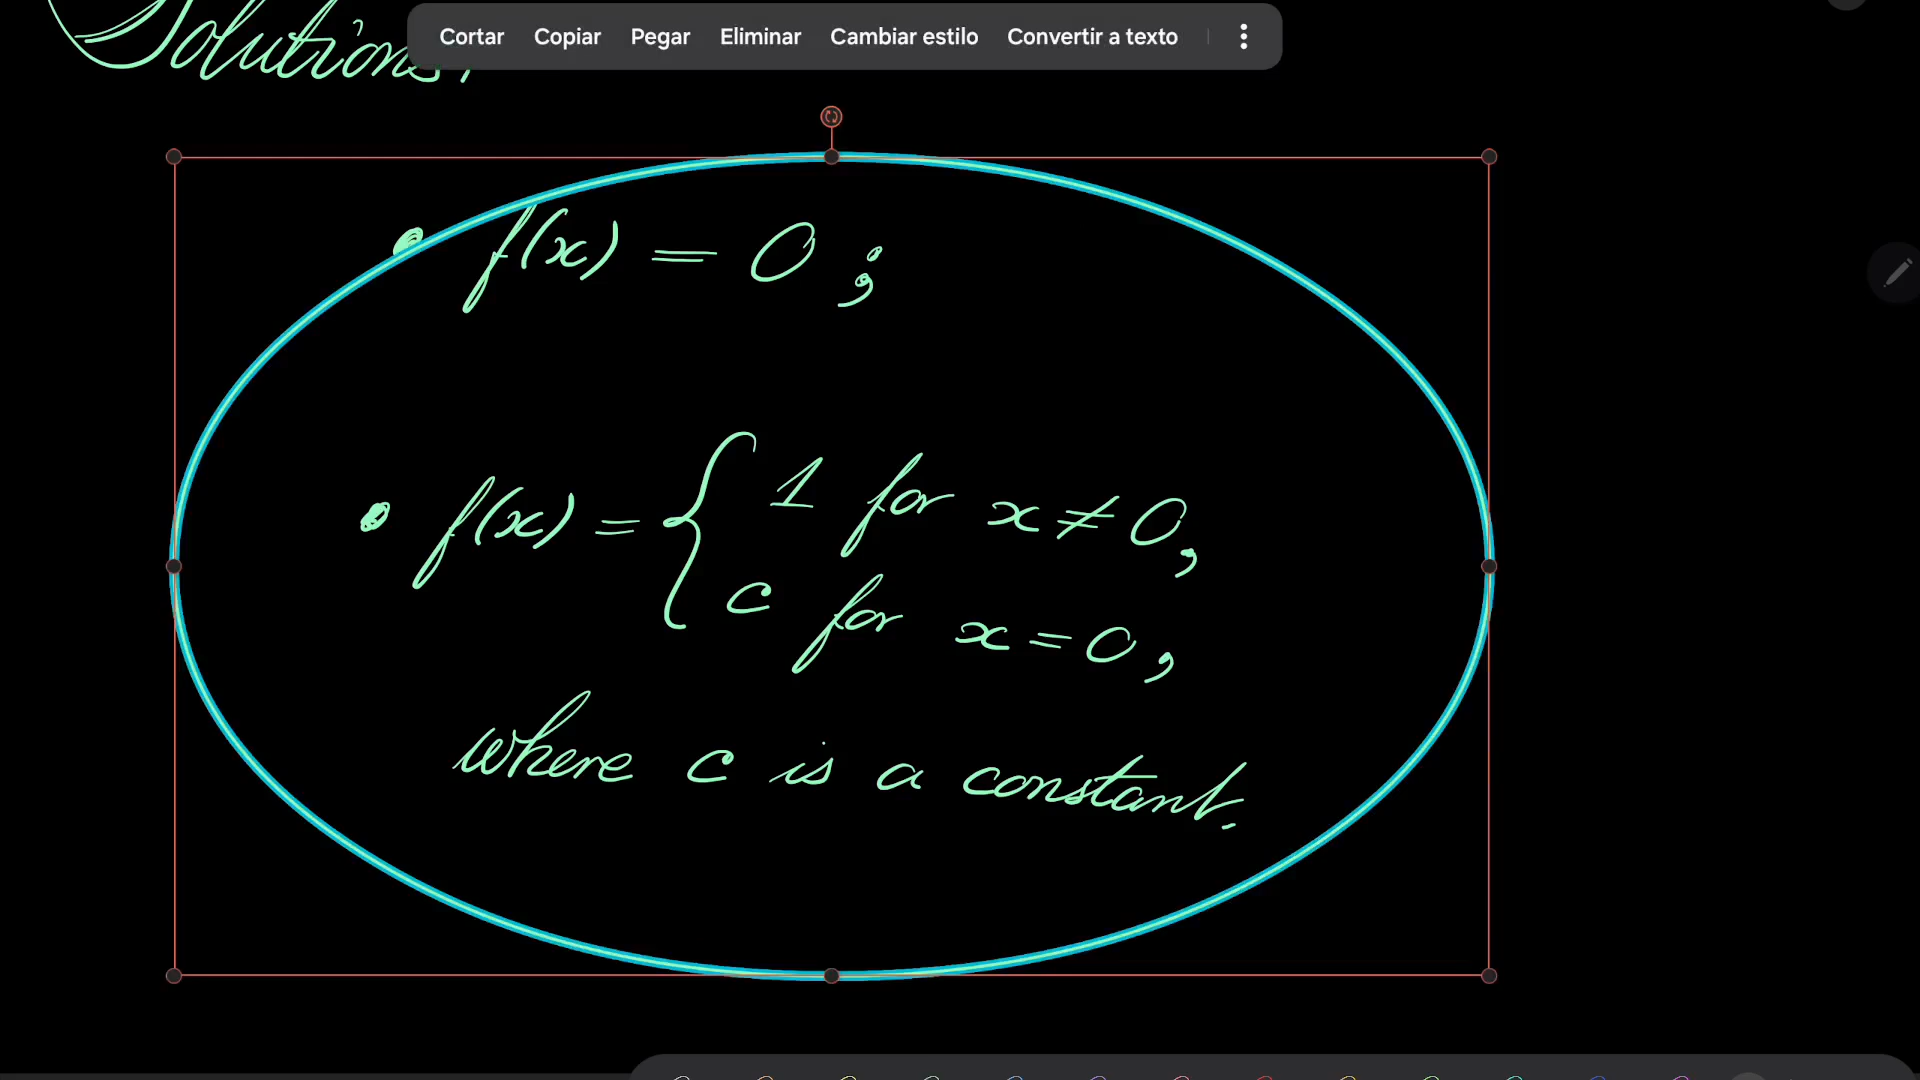 Cortar Copiar Pegar Eliminar Cambiar estilo Convertir a texto
Solutions:
• f(x) = 0 ;
• f(x) = { 1 for x ≠ 0,
c for x = 0 ,
where c is a constant.